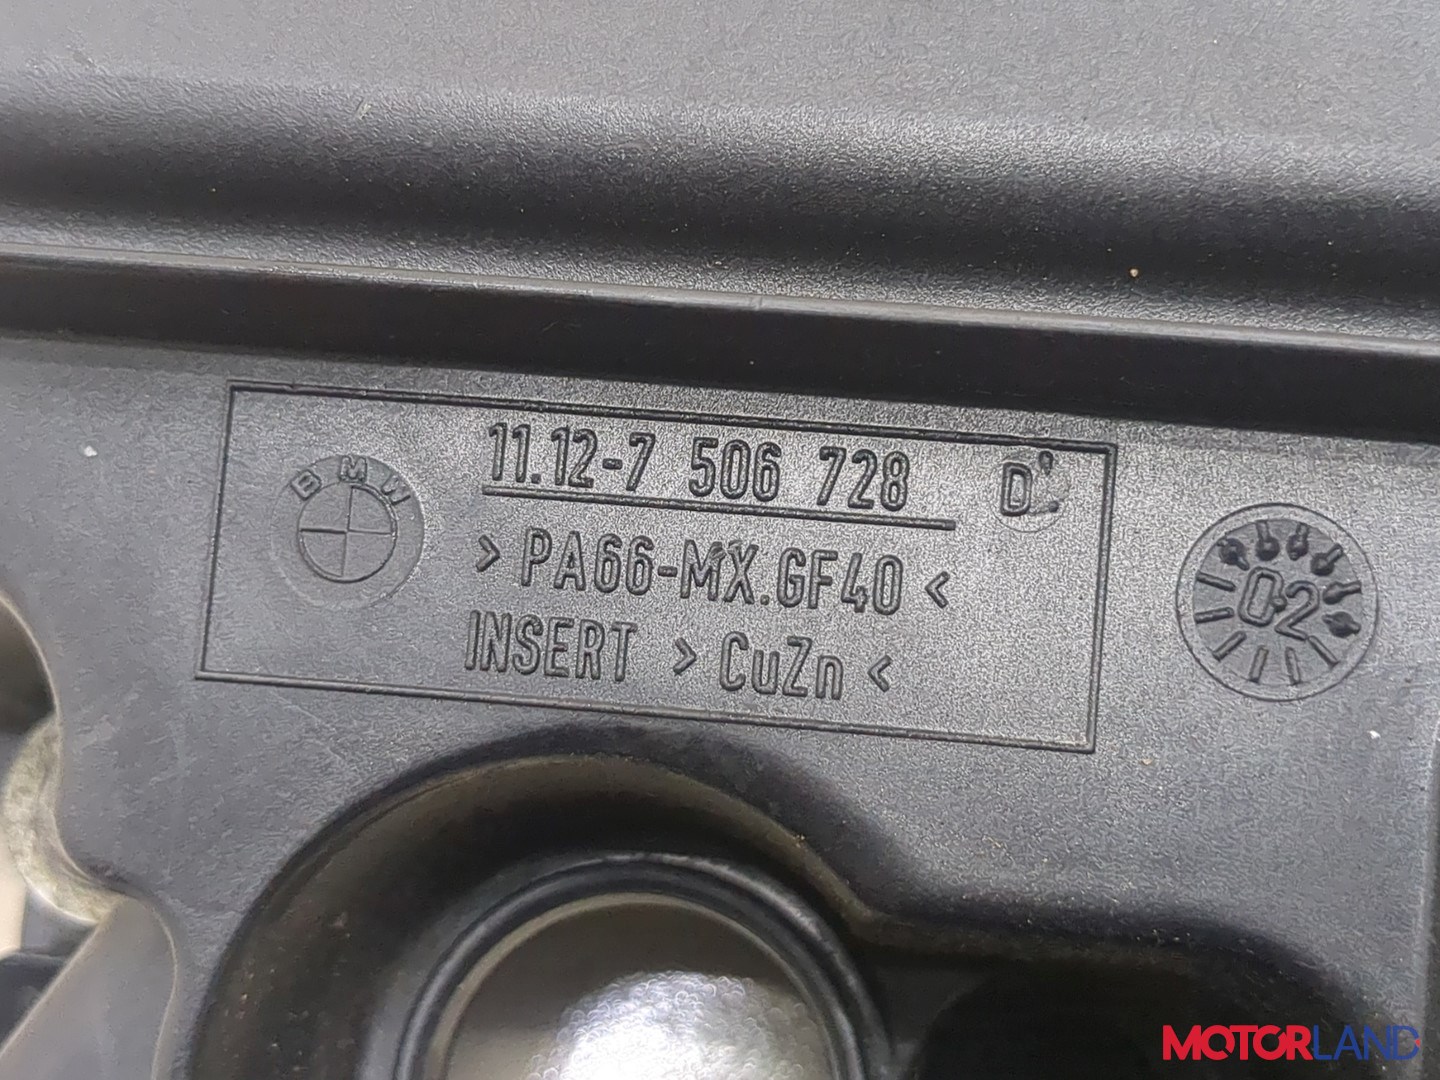 BMW
11.12-7 506 728 D
>PA66-MX.GF40<
INSERT >CuZn<
02
MOTORLAND